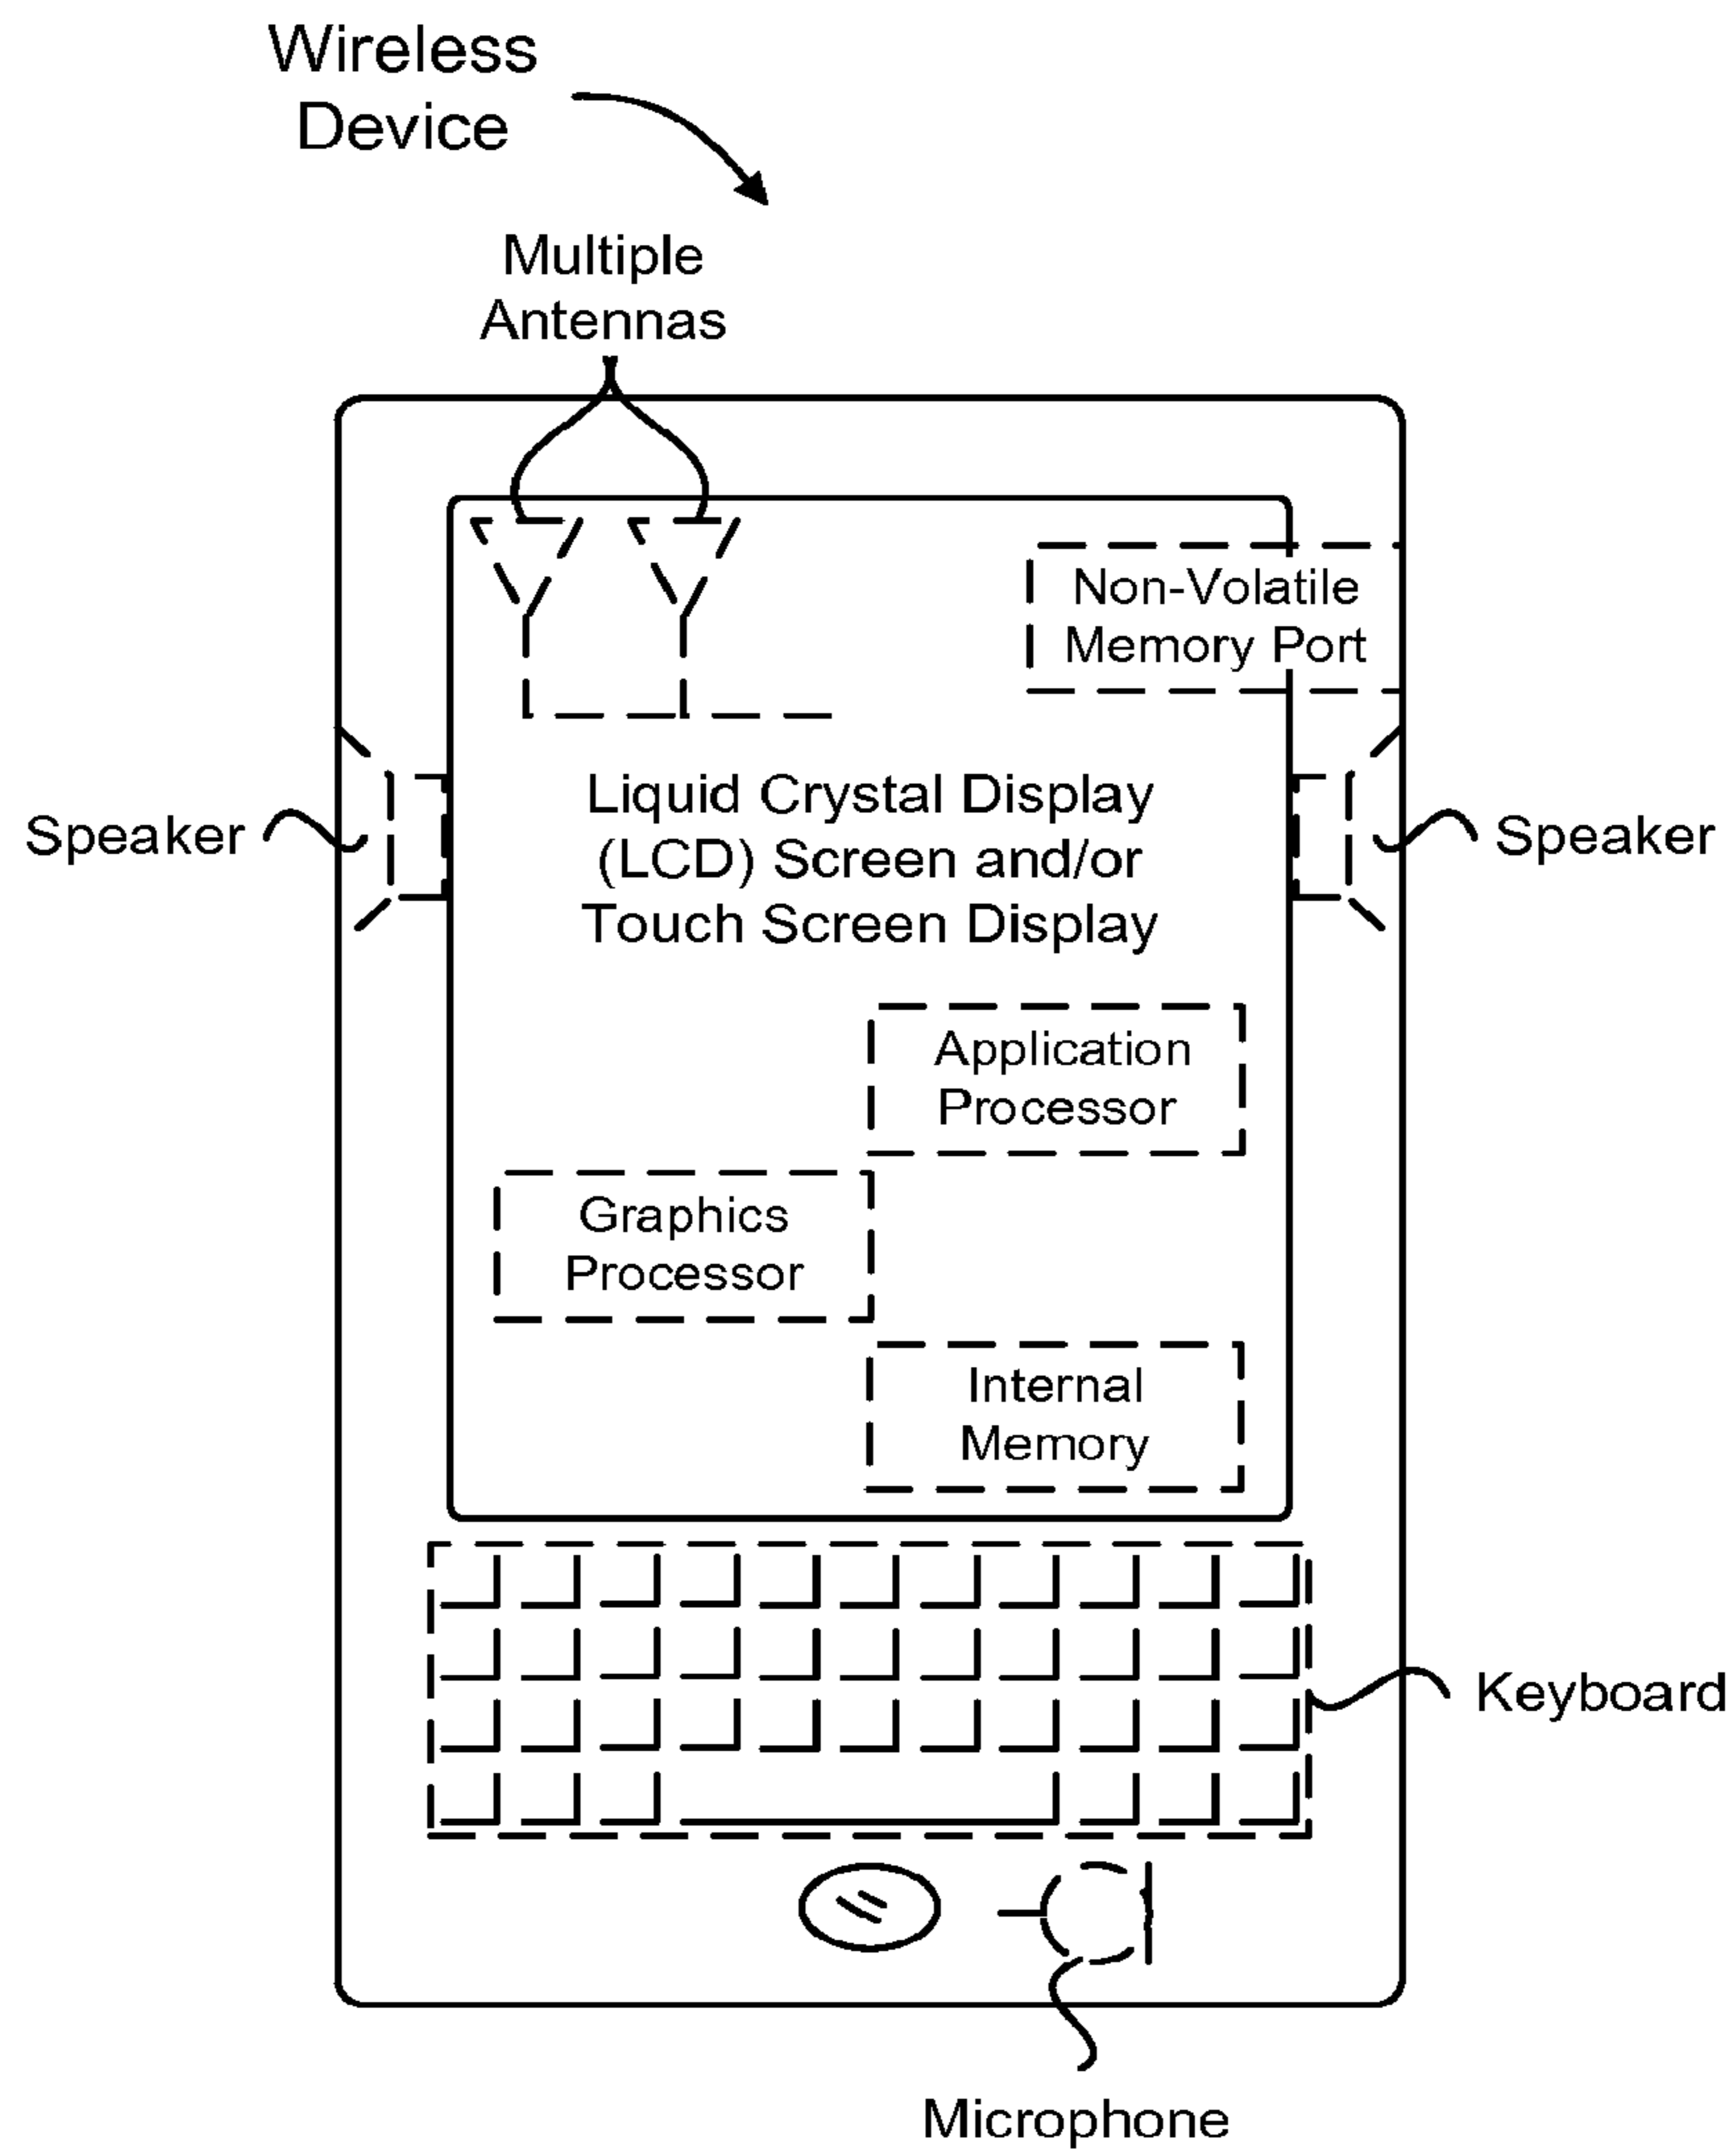 Wireless
Device
Multiple
Antennas
Non-Volatile
Memory Port
Speaker
Liquid Crystal Display
(LCD) Screen and/or
Touch Screen Display
Speaker
Application
Processor
Graphics
Processor
Internal
Memory
Keyboard
Microphone